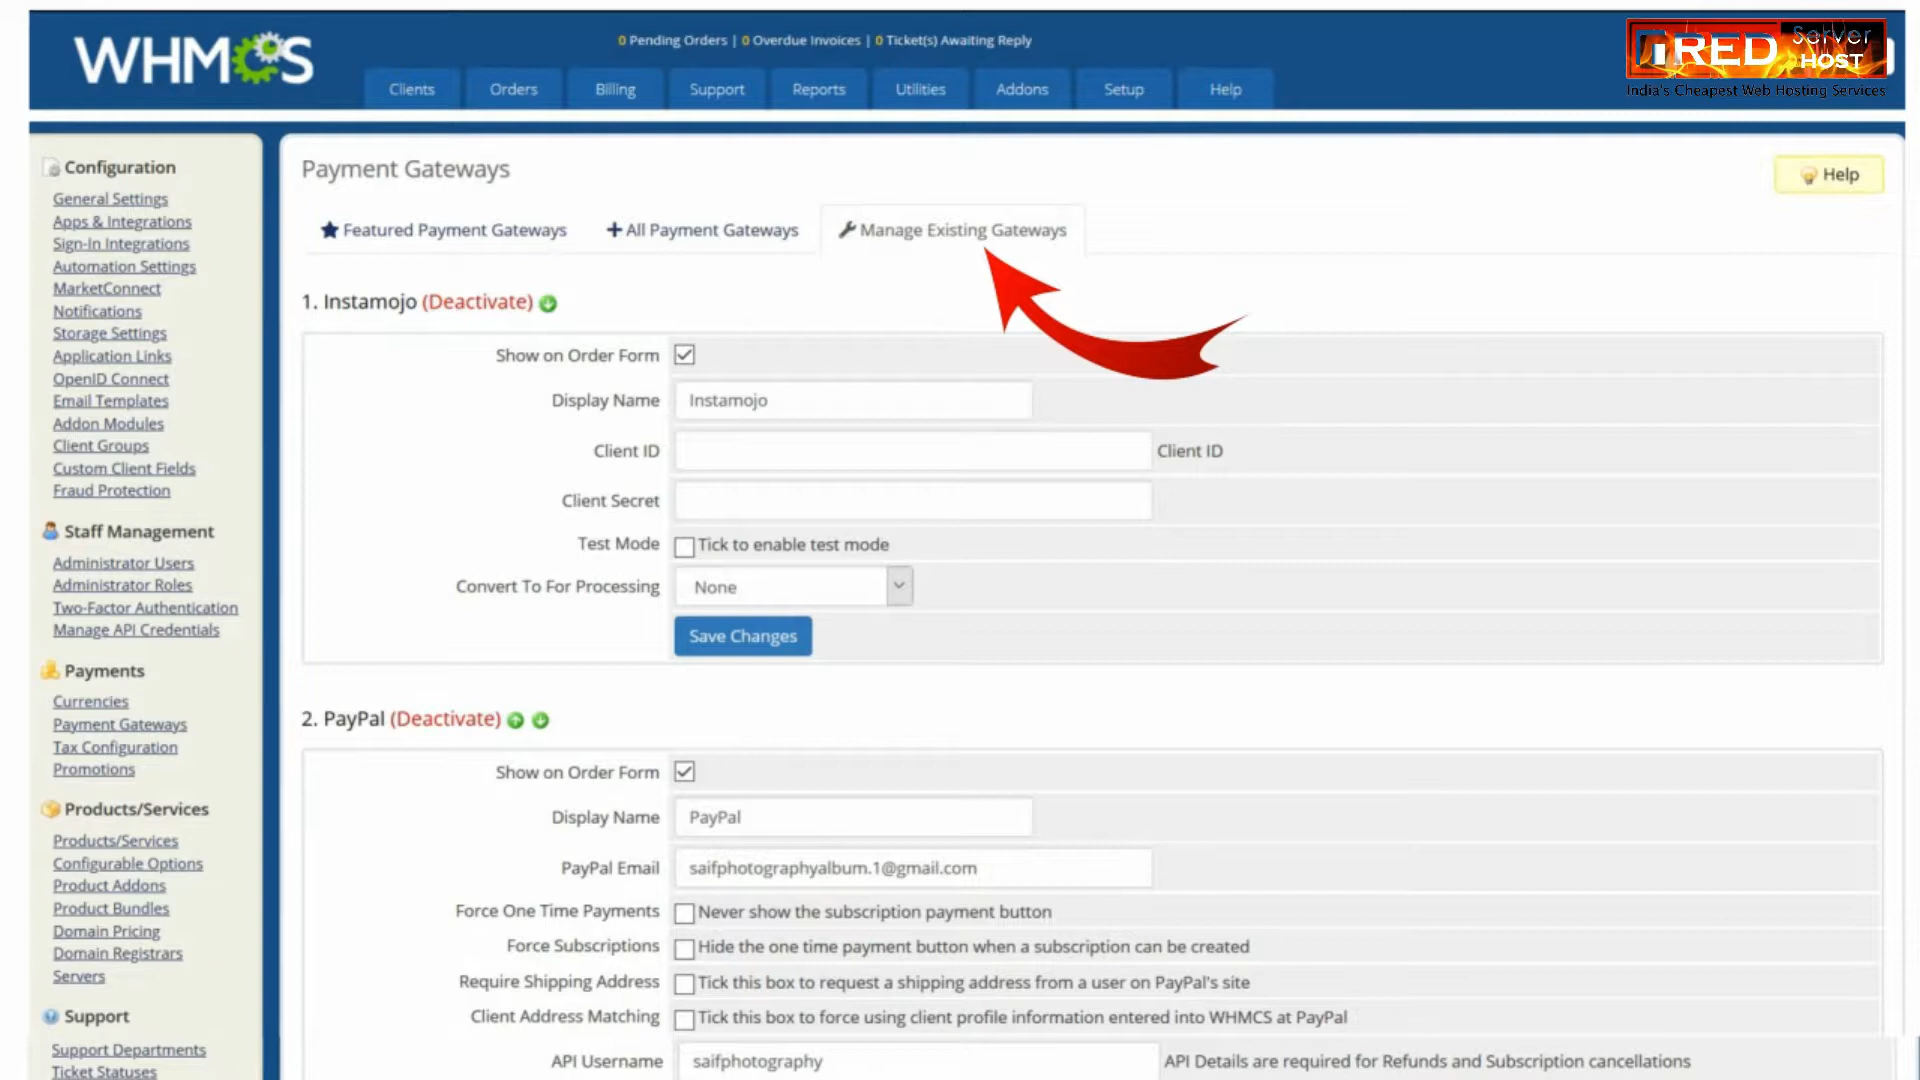 WHMCS
0 Pending Orders | 0 Overdue Invoices | 0 Ticket(s) Awaiting Reply
RED Server HOST
India's Cheapest Web Hosting Services
Clients Orders Billing Support Reports Utilities Addons Setup Help
Configuration
General Settings
Apps & Integrations
Sign-In Integrations
Automation Settings
MarketConnect
Notifications
Storage Settings
Application Links
OpenID Connect
Email Templates
Addon Modules
Client Groups
Custom Client Fields
Fraud Protection
Staff Management
Administrator Users
Administrator Roles
Two-Factor Authentication
Manage API Credentials
Payments
Currencies
Payment Gateways
Tax Configuration
Promotions
Products/Services
Products/Services
Configurable Options
Product Addons
Product Bundles
Domain Pricing
Domain Registrars
Servers
Support
Support Departments
Ticket Statuses
Payment Gateways
Help
Featured Payment Gateways All Payment Gateways Manage Existing Gateways
1. Instamojo (Deactivate)
Show on Order Form
Display Name Instamojo
Client ID Client ID
Client Secret
Test Mode Tick to enable test mode
Convert To For Processing None
Save Changes
2. PayPal (Deactivate)
Show on Order Form
Display Name PayPal
PayPal Email saifphotographyalbum.1@gmail.com
Force One Time Payments Never show the subscription payment button
Force Subscriptions Hide the one time payment button when a subscription can be created
Require Shipping Address Tick this box to request a shipping address from a user on PayPal's site
Client Address Matching Tick this box to force using client profile information entered into WHMCS at PayPal
API Username saifphotography API Details are required for Refunds and Subscription cancellations